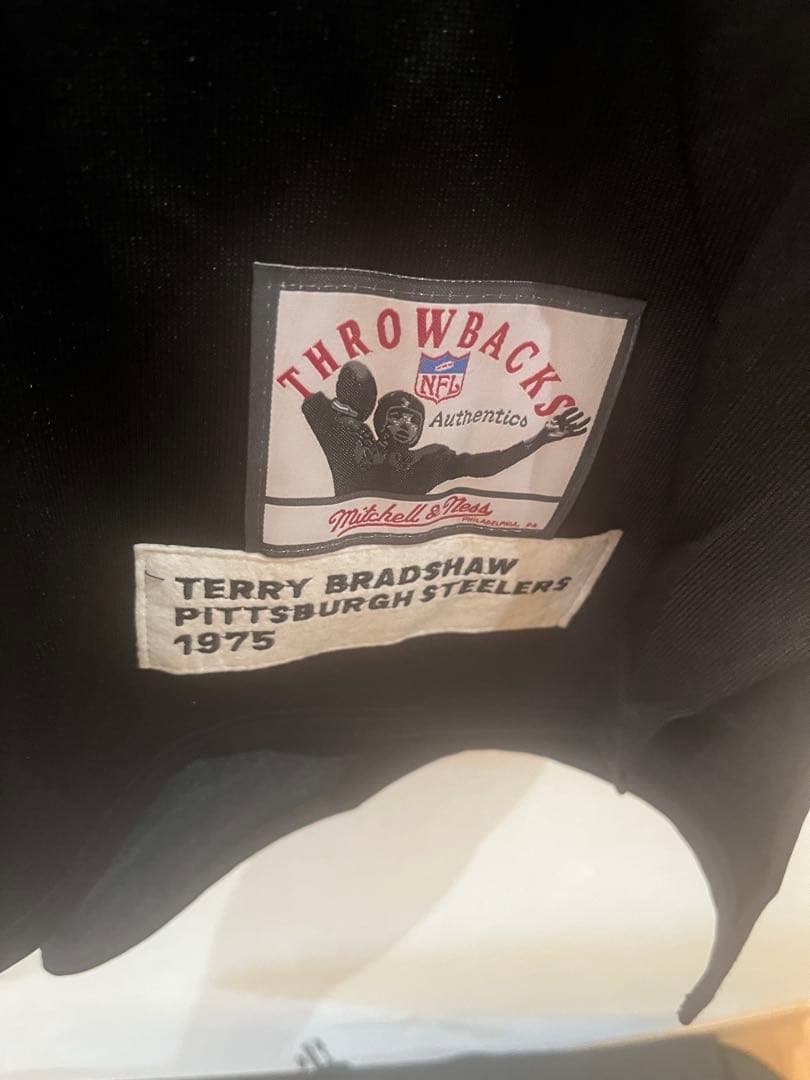 THROWBACKS
NFL
Authentics
Mitchell & Ness
PHILADELPHIA, PA
TERRY BRADSHAW
PITTSBURGH STEELERS
1975